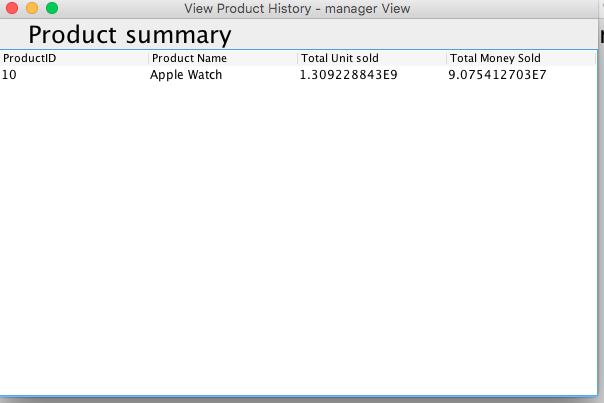 View Product History - manager View
Product summary
ProductID Product Name Total Unit sold Total Money Sold
10 Apple Watch 1.309228843E9 9.075412703E7